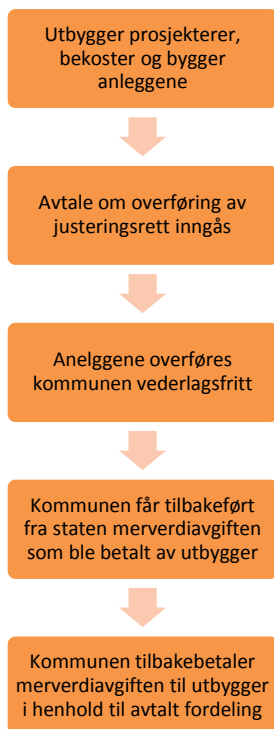 Utbygger prosjekterer,
bekoster og bygger
anleggene
Avtale om overføring av
justeringsrett inngås
Anelggene overføres
kommunen vederlagsfritt
Kommunen får tilbakeført
fra staten merverdiavgiften
som ble betalt av utbygger
Kommunen tilbakebetaler
merverdiavgiften til utbygger
i henhold til avtalt fordeling